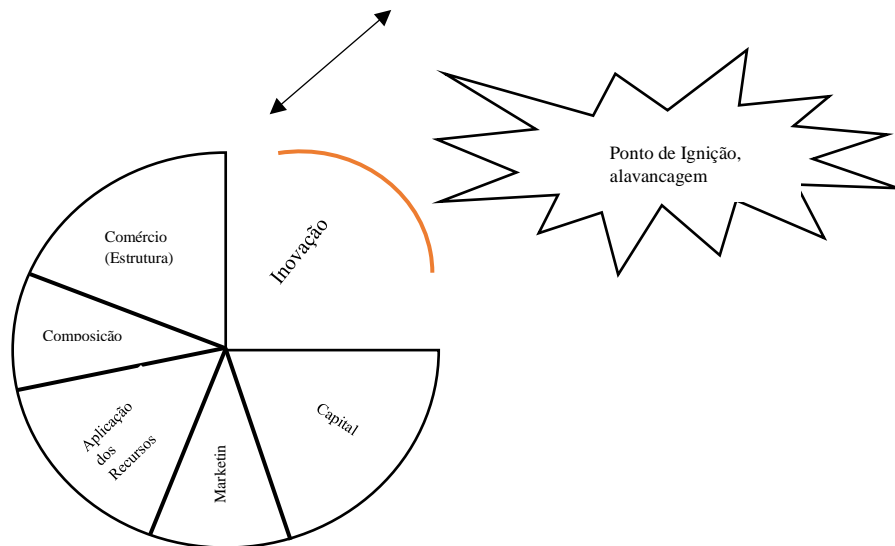 Ponto de Ignição,
alavancagem
Inovação
Comércio
(Estrutura)
Composição
Aplicação
dos
Recursos
Marketin
Capital